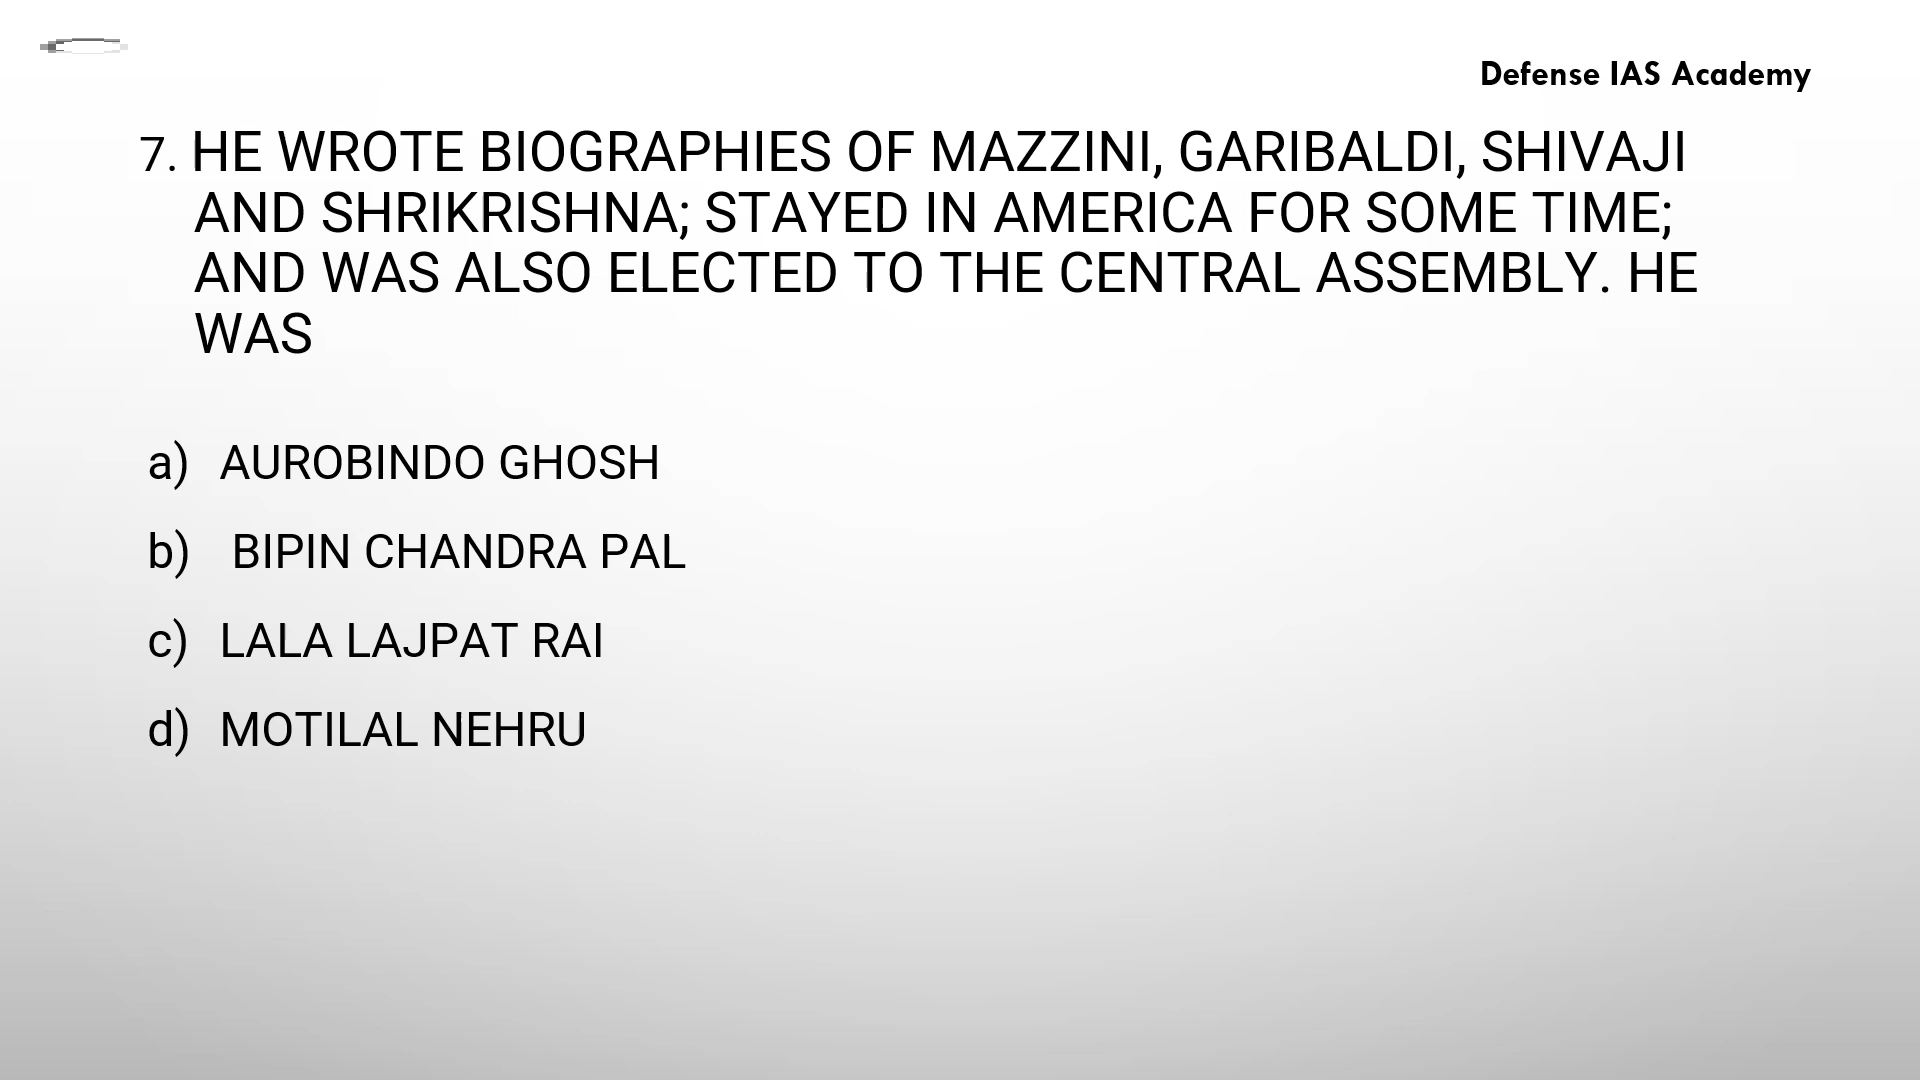 Defense IAS Academy
7. HE WROTE BIOGRAPHIES OF MAZZINI, GARIBALDI, SHIVAJI
AND SHRIKRISHNA; STAYED IN AMERICA FOR SOME TIME;
AND WAS ALSO ELECTED TO THE CENTRAL ASSEMBLY. HE
WAS
a) AUROBINDO GHOSH
b) BIPIN CHANDRA PAL
c) LALA LAJPAT RAI
d) MOTILAL NEHRU